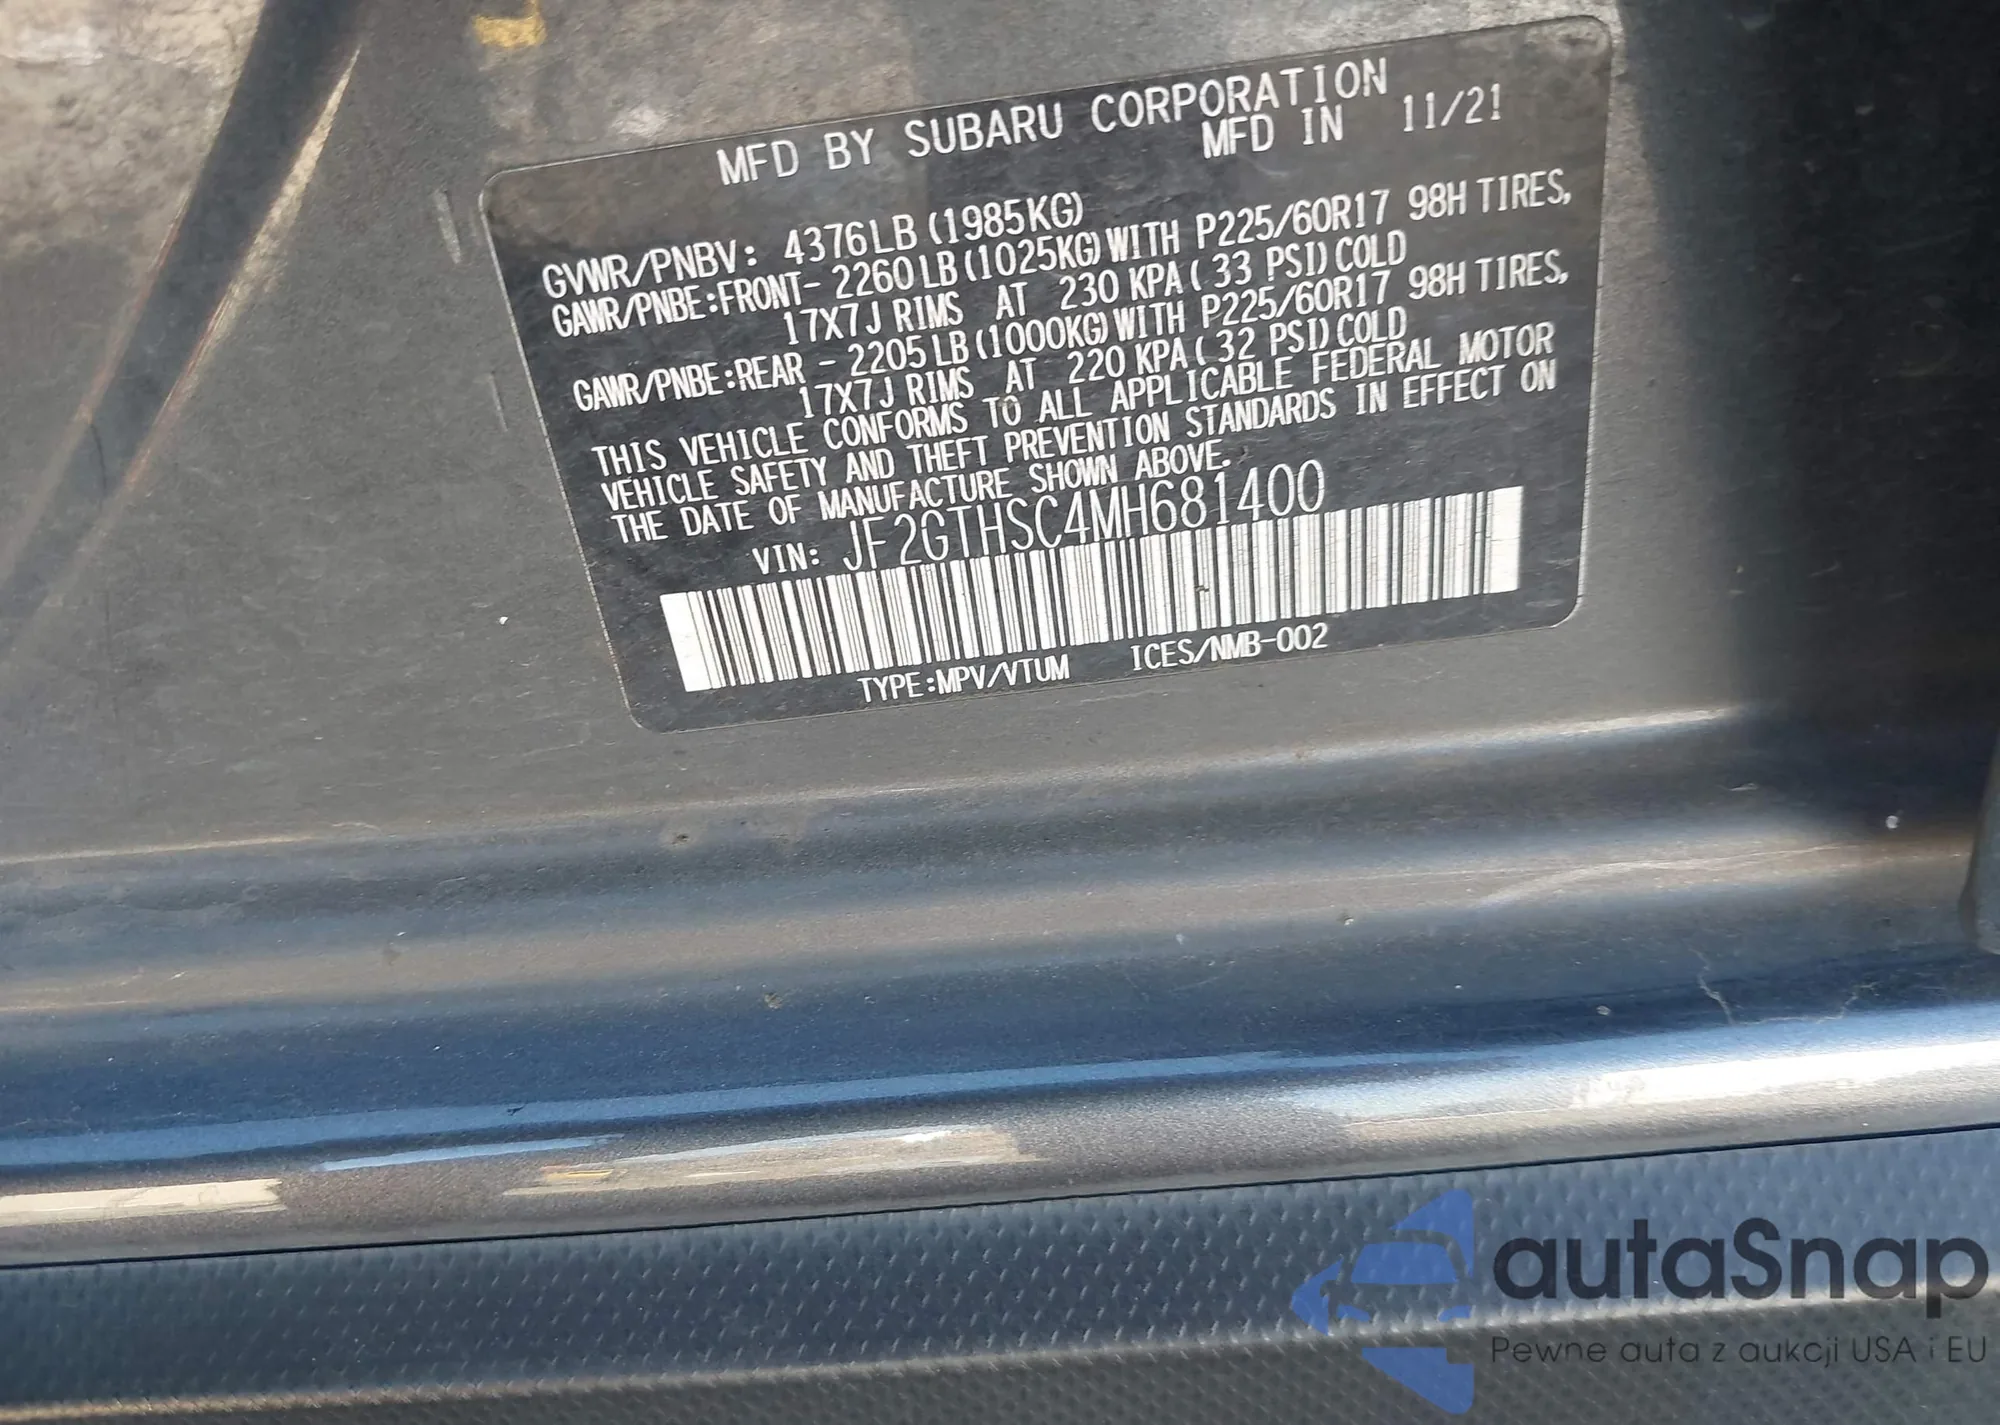 MFD BY SUBARU CORPORATION
MFD IN 11/21
GVWR/PNBV: 4376LB (1985KG)
GAWR/PNBE:FRONT- 2260LB (1025KG) WITH P225/60R17 98H TIRES,
17X7J RIMS AT 230 KPA ( 33 PSI) COLD
GAWR/PNBE:REAR - 2205LB (1000KG) WITH P225/60R17 98H TIRES,
17X7J RIMS AT 220 KPA ( 32 PSI) COLD
THIS VEHICLE CONFORMS TO ALL APPLICABLE FEDERAL MOTOR
VEHICLE SAFETY AND THEFT PREVENTION STANDARDS IN EFFECT ON
THE DATE OF MANUFACTURE SHOWN ABOVE.
VIN: JF2GTHSC4MH681400
TYPE:MPV/VTUM ICES/NMB-002
autaSnap
Pewne auta z aukcji USA i EU